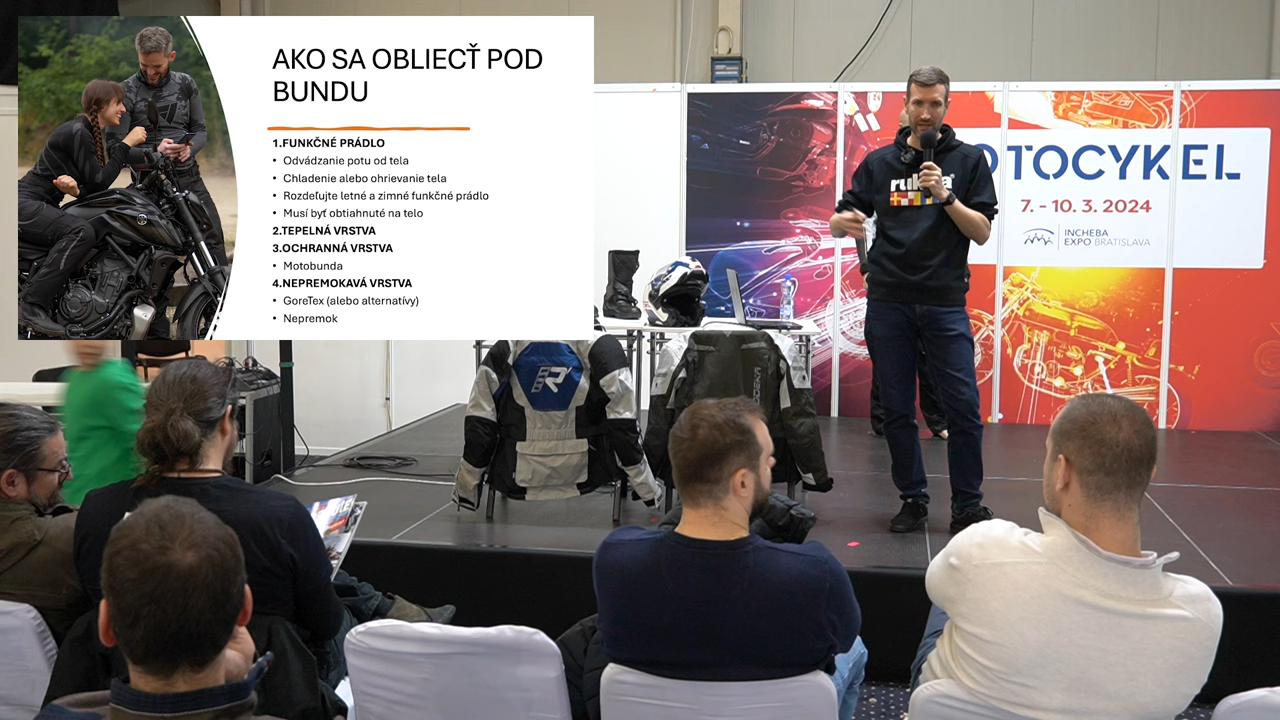 AKO SA OBLIECŤ POD
BUNDU
1.FUNKČNÉ PRÁDLO
• Odvádzanie potu od tela
• Chladenie alebo ohrievanie tela
• Rozdeľujte letné a zimné funkčné prádlo
• Musí byť obtiahnuté na telo
2.TEPELNÁ VRSTVA
3.OCHRANNÁ VRSTVA
• Motobunda
4.NEPREMOKAVÁ VRSTVA
• GoreTex (alebo alternatívy)
• Nepremok
OTOCYKEL
7. - 10. 3. 2024
INCHEBA
EXPO BRATISLAVA
R